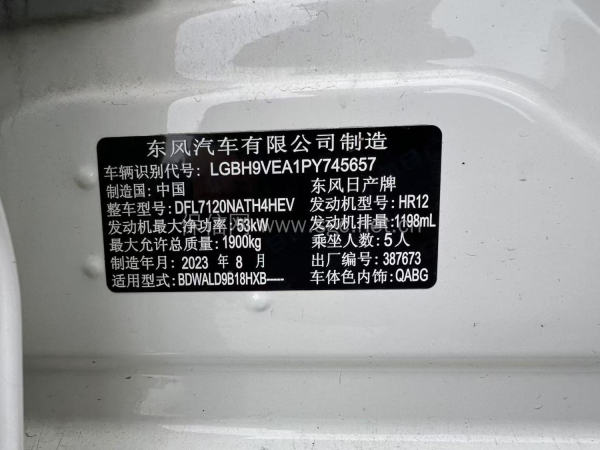 东风汽车有限公司制造
车辆识别代号: LGBH9VEA1PY745657
制造国: 中国 东风日产牌
整车型号: DFL7120NATH4HEV 发动机型号: HR12
发动机最大净功率: 53kW 发动机排量: 1198mL
最大允许总质量: 1900kg 乘坐人数: 5人
制造年月: 2023 年 8 月 出厂编号: 387673
适用型式: BDWALD9B18HXB----- 车体色内饰: QABG